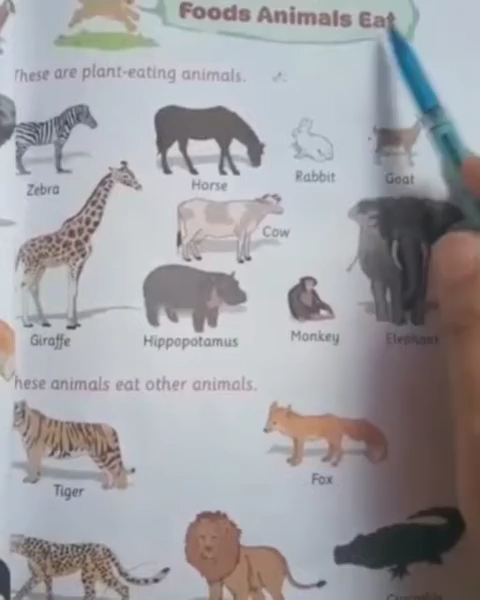 Foods Animals Eat
These are plant-eating animals.
Zebra
Horse
Rabbit
Goat
Cow
Giraffe
Hippopotamus
Monkey
Elephant
hese animals eat other animals.
Tiger
Fox